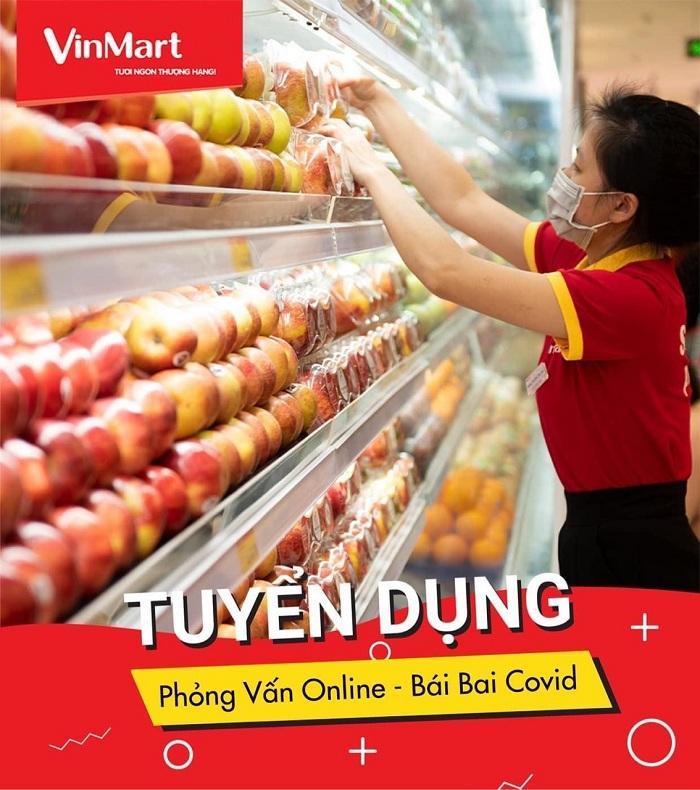 VinMart
TƯƠI NGON THƯỢNG HẠNG!
TUYỂN DỤNG
Phỏng Vấn Online - Bái Bai Covid